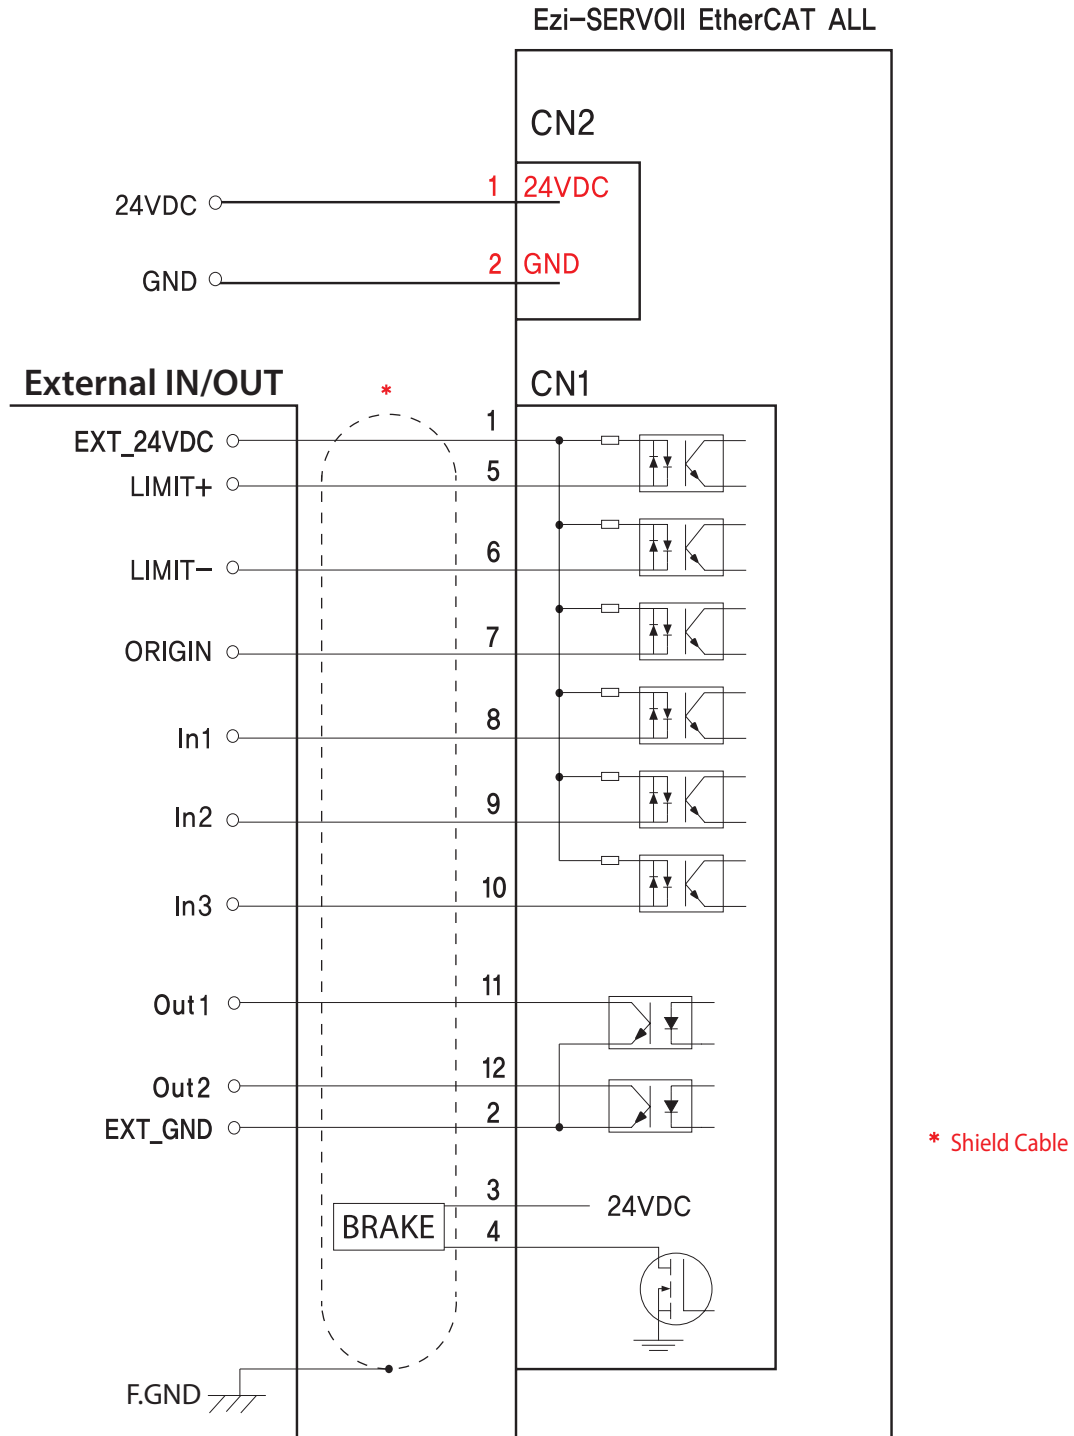 Ezi-SERVOII EtherCAT ALL
CN2
24VDC 1 24VDC
GND 2 GND
External IN/OUT * CN1
EXT_24VDC 1
LIMIT+ 5
LIMIT- 6
ORIGIN 7
In1 8
In2 9
In3 10
Out1 11
Out2 12
EXT_GND 2
* Shield Cable
3 24VDC
BRAKE 4
F.GND